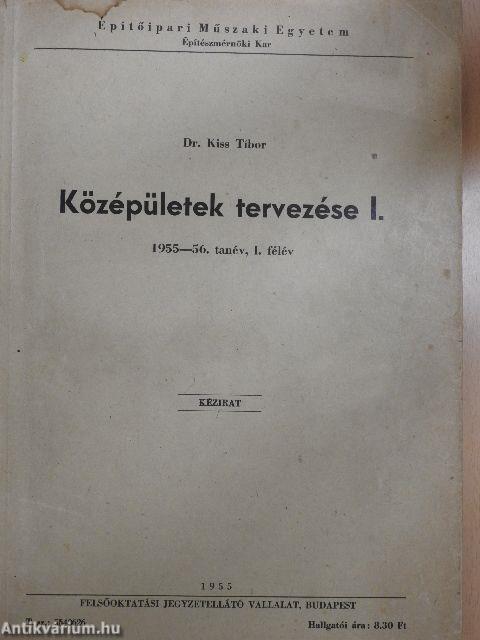 Építőipari Műszaki Egyetem
Építészmérnöki Kar
Dr. Kiss Tibor
Középületek tervezése I.
1955—56. tanév, I. félév
KÉZIRAT
1955
FELSŐOKTATÁSI JEGYZETELLÁTÓ VÁLLALAT, BUDAPEST
Hallgatói ára: 8.30 Ft
Antikvarium.hu